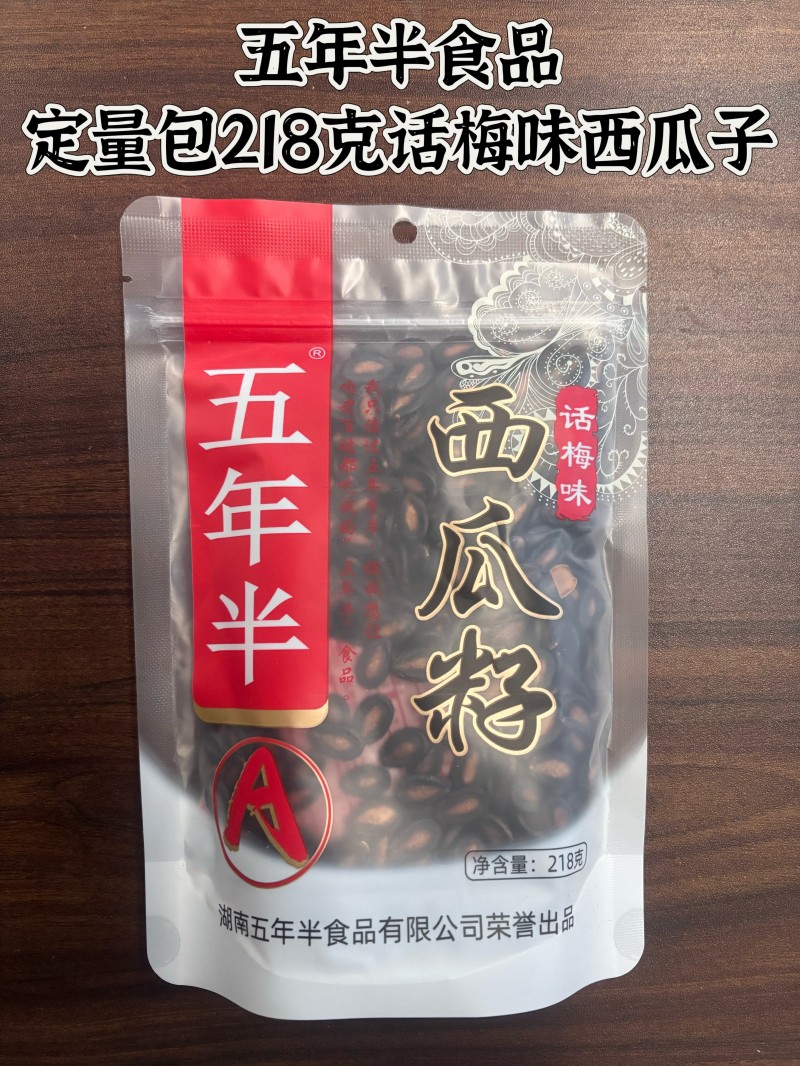 五年半食品
定量包218克话梅味西瓜子
五年半®
西瓜籽
话梅味
食品。
A
净含量：218克
湖南五年半食品有限公司荣誉出品